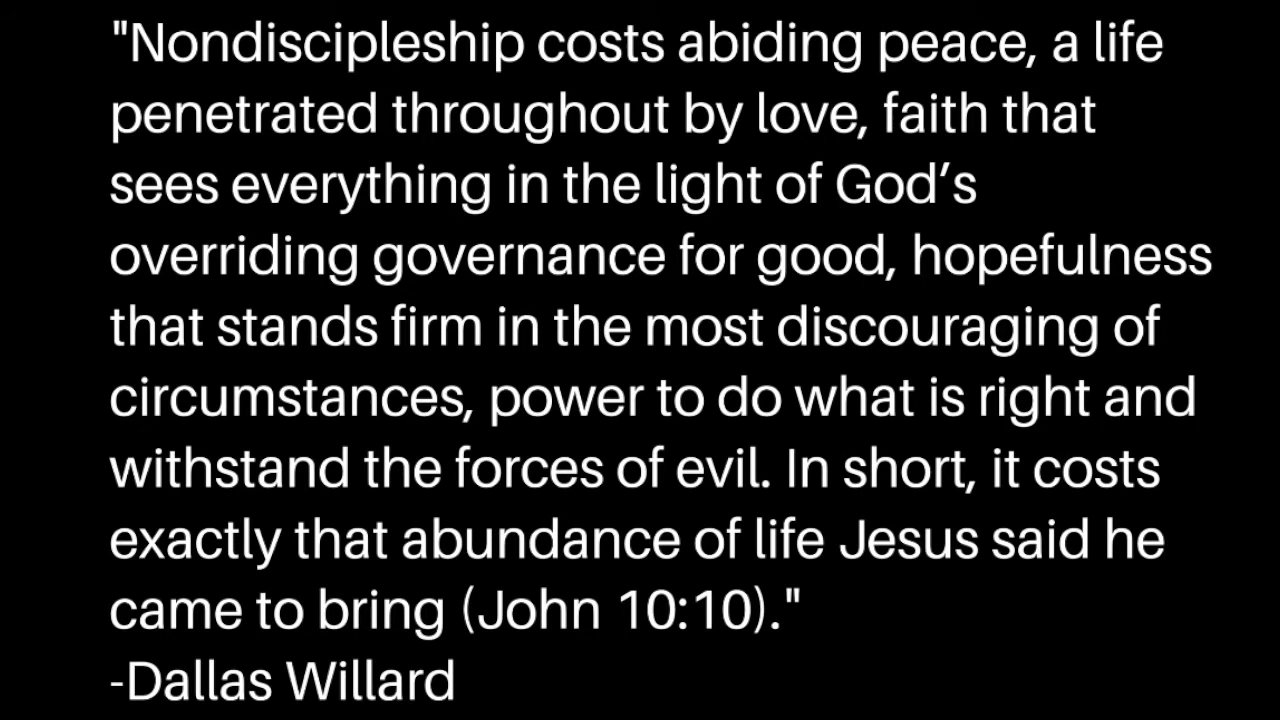 "Nondiscipleship costs abiding peace, a life
penetrated throughout by love, faith that
sees everything in the light of God’s
overriding governance for good, hopefulness
that stands firm in the most discouraging of
circumstances, power to do what is right and
withstand the forces of evil. In short, it costs
exactly that abundance of life Jesus said he
came to bring (John 10:10)."
-Dallas Willard